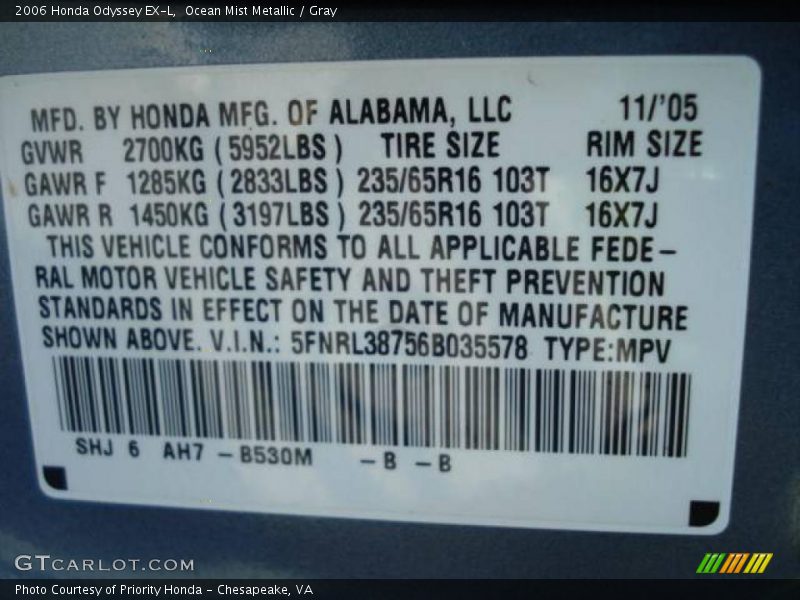 2006 Honda Odyssey EX-L,  Ocean Mist Metallic / Gray
MFD. BY HONDA MFG. OF ALABAMA, LLC 11/'05
GVWR 2700KG ( 5952LBS ) TIRE SIZE RIM SIZE
GAWR F 1285KG ( 2833LBS ) 235/65R16 103T 16X7J
GAWR R 1450KG ( 3197LBS ) 235/65R16 103T 16X7J
THIS VEHICLE CONFORMS TO ALL APPLICABLE FEDE-
RAL MOTOR VEHICLE SAFETY AND THEFT PREVENTION
STANDARDS IN EFFECT ON THE DATE OF MANUFACTURE
SHOWN ABOVE. V.I.N.: 5FNRL38756B035578 TYPE:MPV
SHJ 6 AH7 -B530M -B -B
GTCARLOT.COM
Photo Courtesy of Priority Honda - Chesapeake, VA